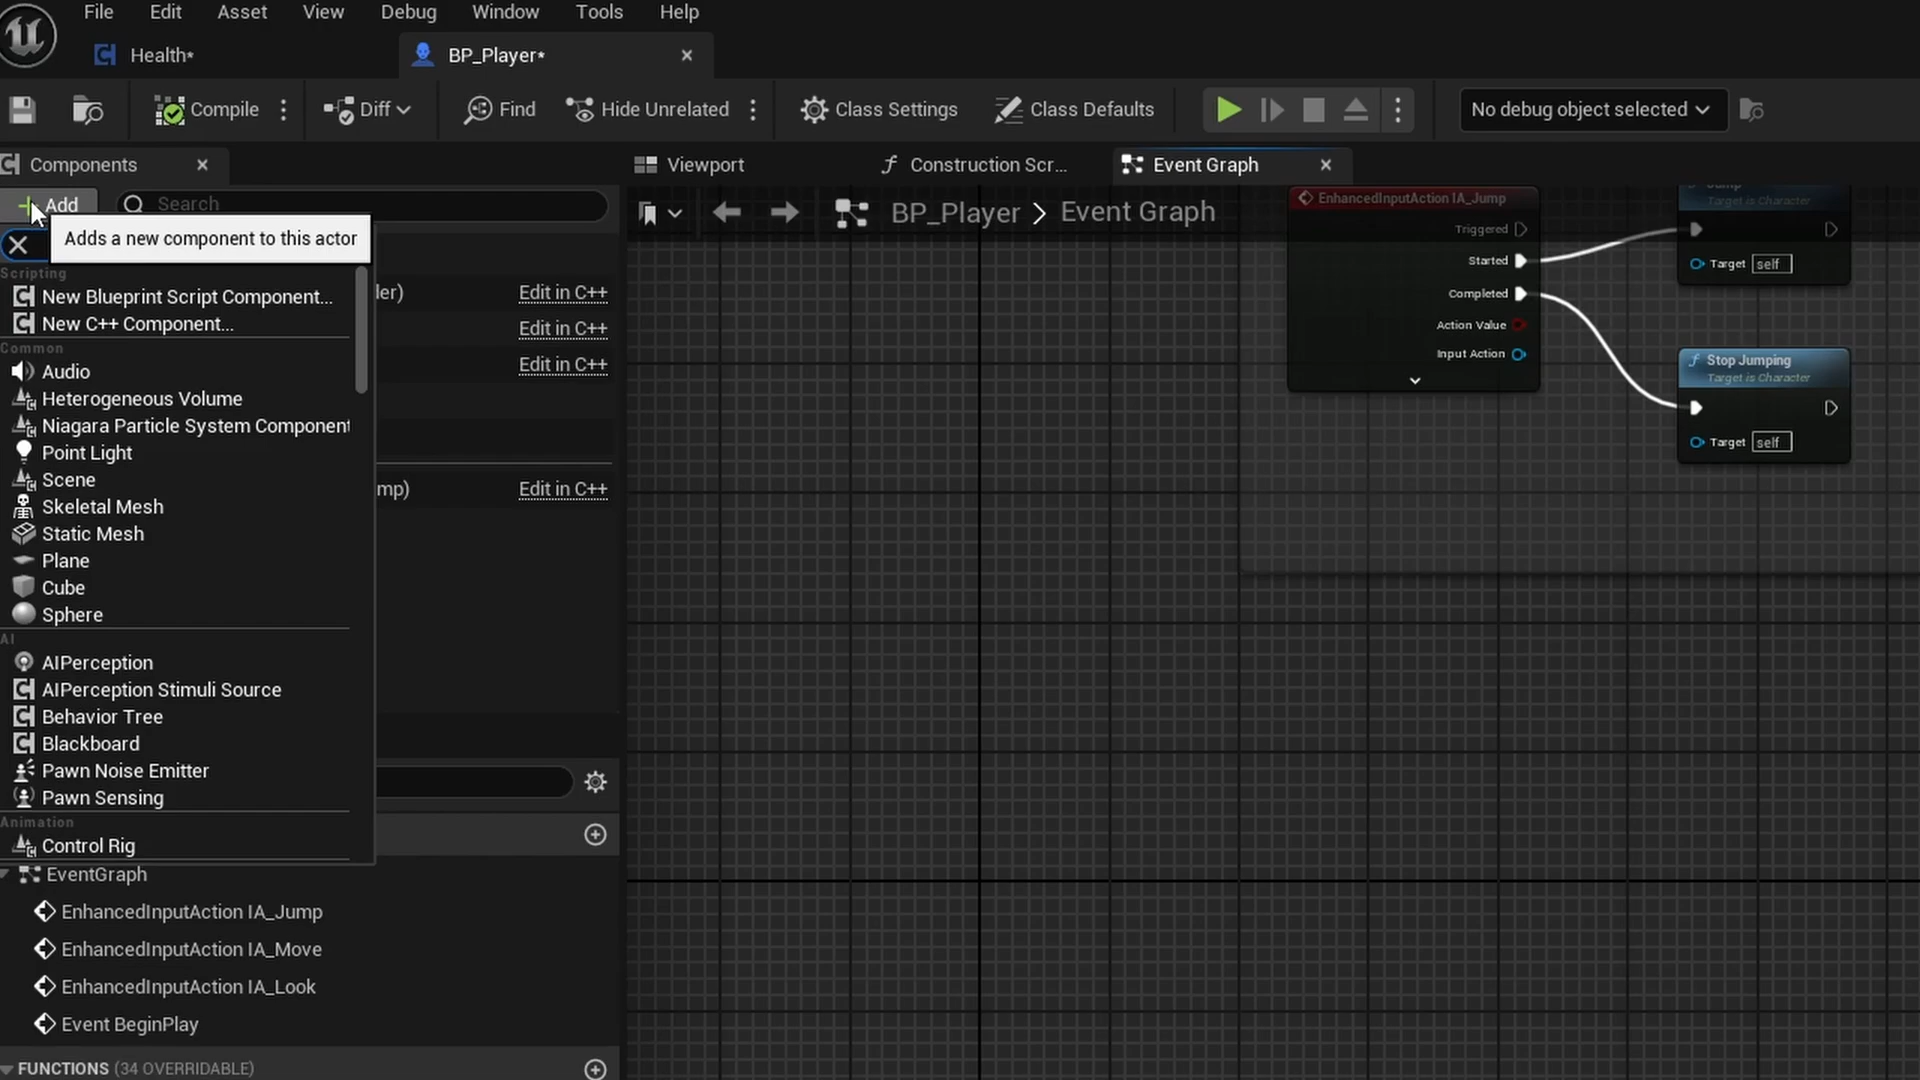 File Edit Asset View Debug Window Tools Help
Health* BP_Player*
Compile Diff Find Hide Unrelated Class Settings Class Defaults No debug object selected
Components Viewport Construction Scr... Event Graph
Add Search
BP_Player > Event Graph
Adds a new component to this actor
Scripting
New Blueprint Script Component...
New C++ Component...
Common
Audio
Heterogeneous Volume
Niagara Particle System Component
Point Light
Scene
Skeletal Mesh
Static Mesh
Plane
Cube
Sphere
AI
AIPerception
AIPerception Stimuli Source
Behavior Tree
Blackboard
Pawn Noise Emitter
Pawn Sensing
Animation
Control Rig
ler) Edit in C++
Edit in C++
Edit in C++
mp) Edit in C++
EventGraph
EnhancedInputAction IA_Jump
EnhancedInputAction IA_Move
EnhancedInputAction IA_Look
Event BeginPlay
FUNCTIONS (34 OVERRIDABLE)
EnhancedInputAction IA_Jump
Triggered
Started
Completed
Action Value
Input Action
Jump
Target is Character
Target self
Stop Jumping
Target is Character
Target self